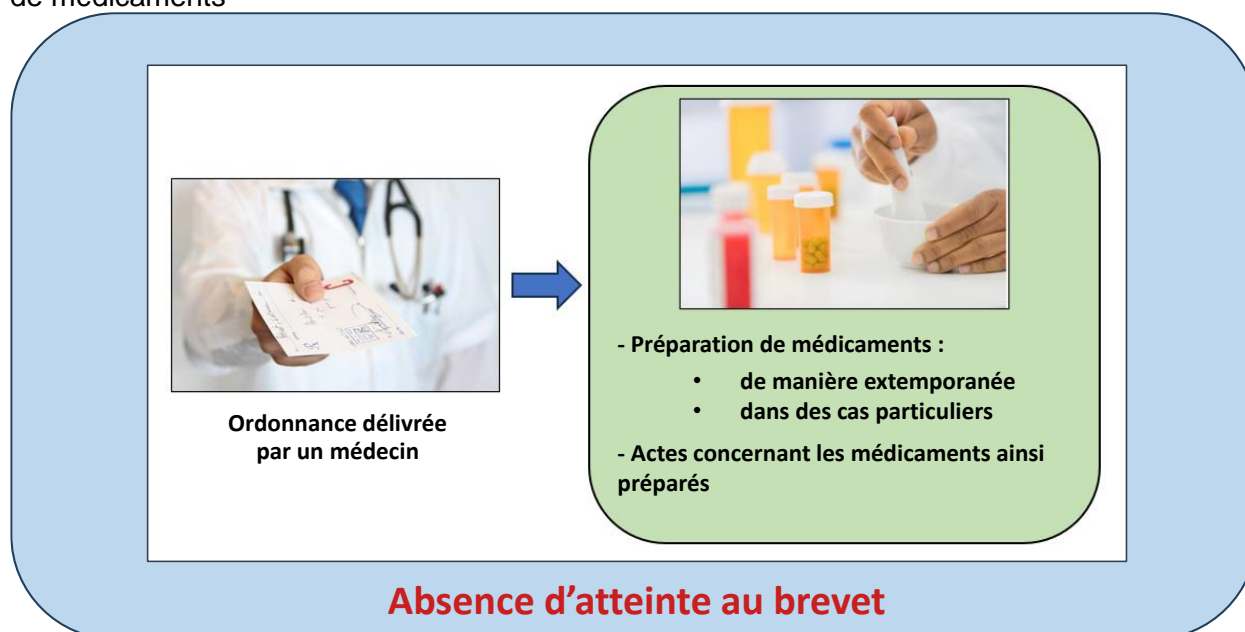 de médicaments
Ordonnance délivrée
par un médecin
- Préparation de médicaments :
• de manière extemporanée
• dans des cas particuliers
- Actes concernant les médicaments ainsi
préparés
Absence d'atteinte au brevet